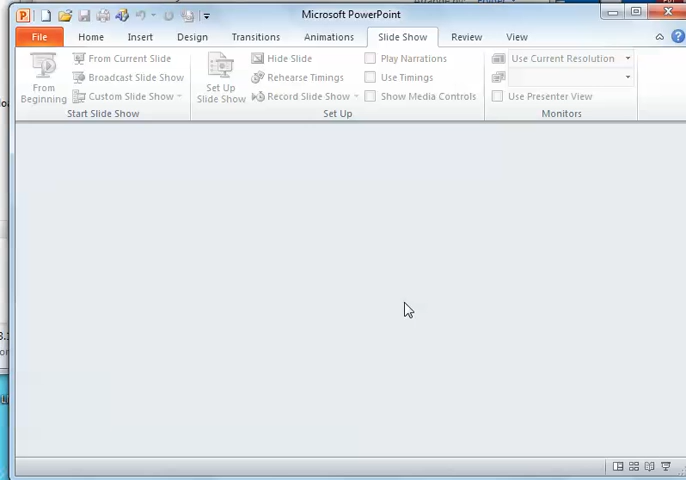 Microsoft PowerPoint
File Home Insert Design Transitions Animations Slide Show Review View
From Beginning
From Current Slide
Broadcast Slide Show
Custom Slide Show
Start Slide Show
Set Up Slide Show
Hide Slide
Rehearse Timings
Record Slide Show
Play Narrations
Use Timings
Show Media Controls
Set Up
Use Current Resolution
Use Presenter View
Monitors